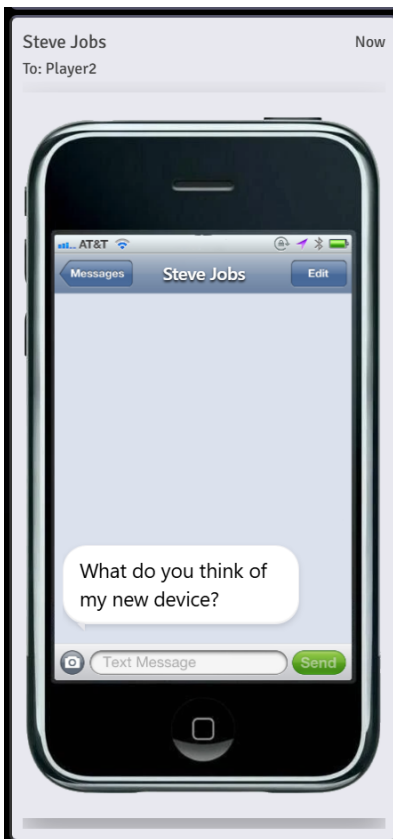 Steve Jobs
Now
To: Player2
AT&T
Messages
Steve Jobs
Edit
What do you think of
my new device?
Text Message
Send